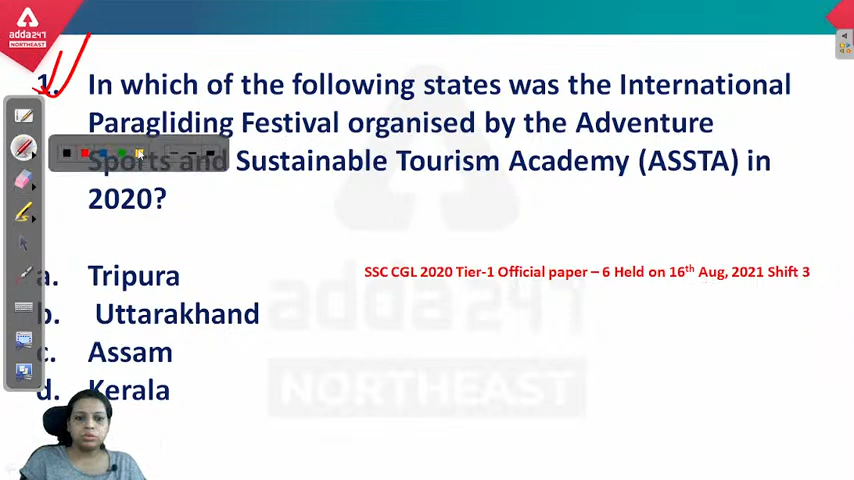 adda247
NORTHEAST
1. In which of the following states was the International
Paragliding Festival organised by the Adventure
Sports and Sustainable Tourism Academy (ASSTA) in
2020?
a. Tripura
SSC CGL 2020 Tier-1 Official paper – 6 Held on 16th Aug, 2021 Shift 3
b. Uttarakhand
c. Assam
d. Kerala
adda247
NORTHEAST